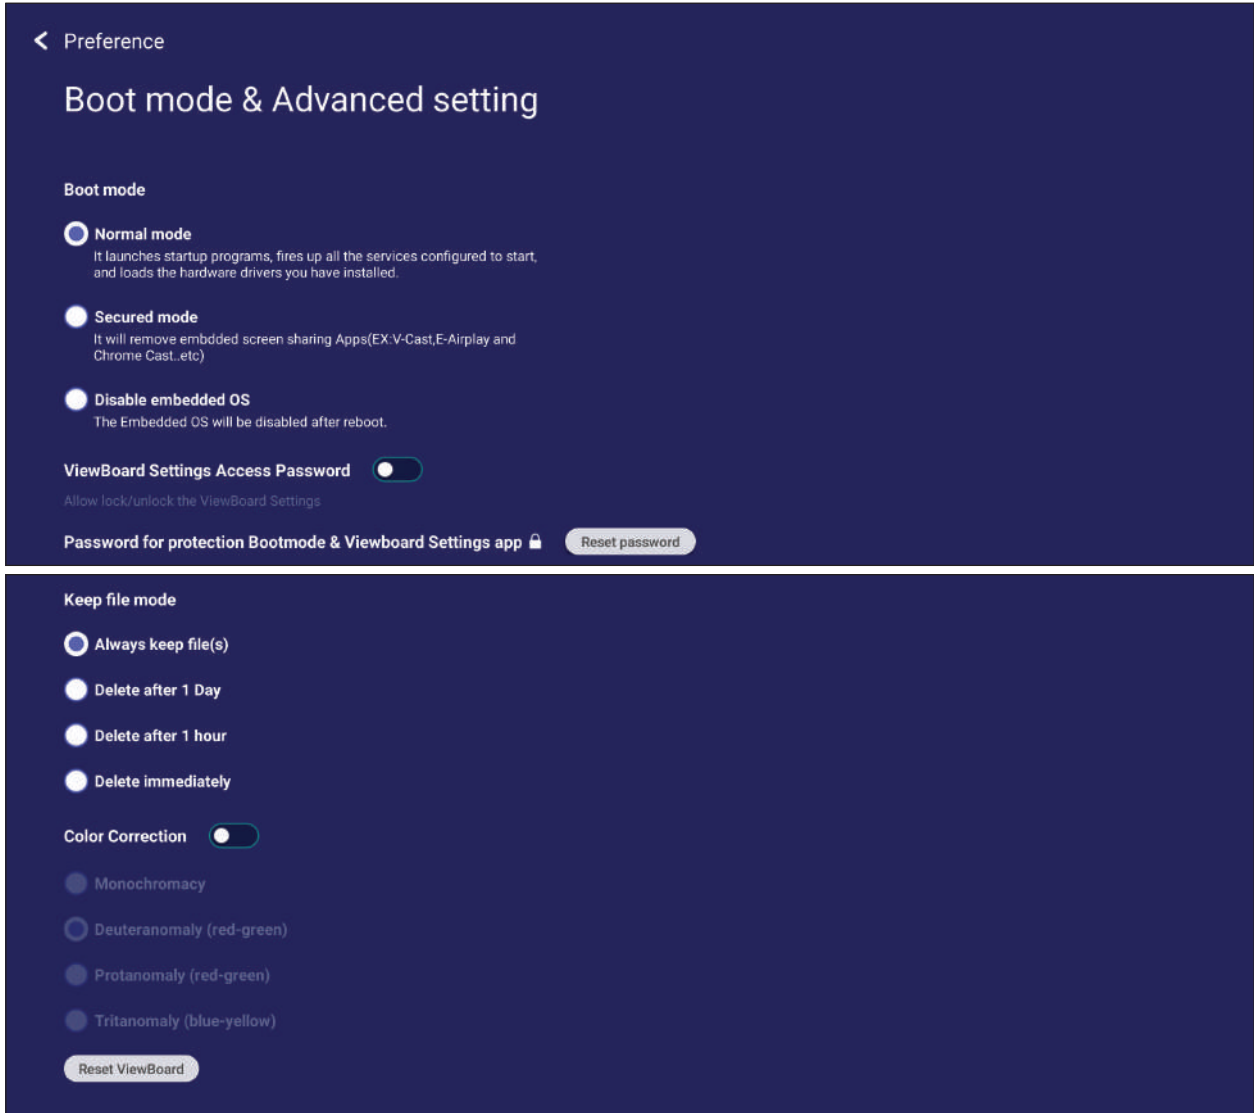 Preference
Boot mode & Advanced setting
Boot mode
Normal mode
It launches startup programs, fires up all the services configured to start,
and loads the hardware drivers you have installed.
Secured mode
It will remove embdded screen sharing Apps(EX:V-Cast,E-Airplay and
Chrome Cast..etc)
Disable embedded OS
The Embedded OS will be disabled after reboot.
ViewBoard Settings Access Password
Allow lock/unlock the ViewBoard Settings
Password for protection Bootmode & Viewboard Settings app Reset password
Keep file mode
Always keep file(s)
Delete after 1 Day
Delete after 1 hour
Delete immediately
Color Correction
Monochromacy
Deuteranomaly (red-green)
Protanomaly (red-green)
Tritanomaly (blue-yellow)
Reset ViewBoard